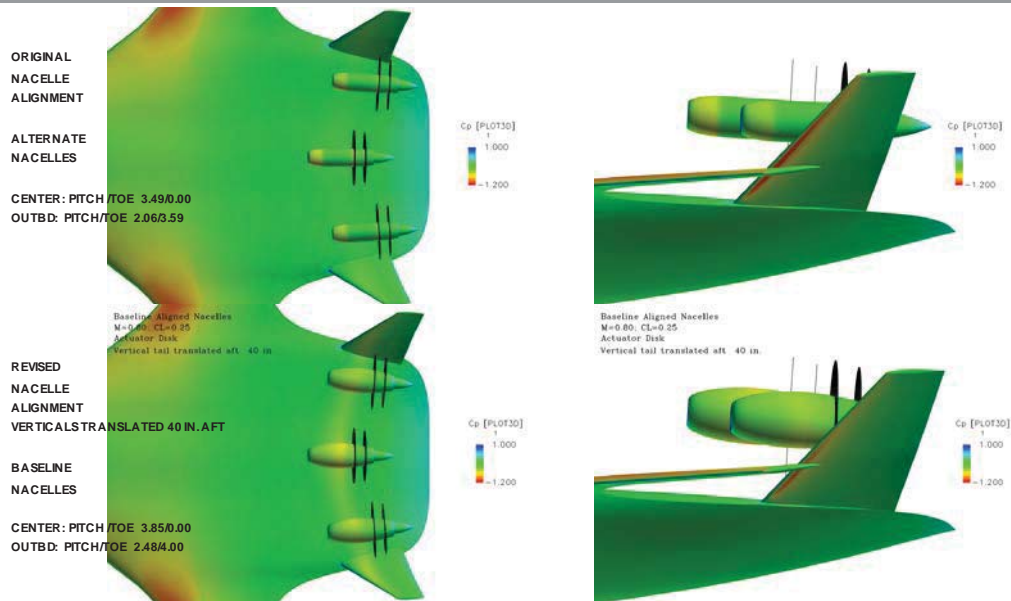 ORIGINAL
NACELLE
ALIGNMENT
ALTERNATE
NACELLES
CENTER: PITCH/TOE 3.49/0.00
OUTBD: PITCH/TOE 2.06/3.59
Cp [PLOT3D]
1
1.000
-1.200
Cp [PLOT3D]
1
1.000
-1.200
Baseline Aligned Nacelles
M=0.80; CL=0.25
Actuator Disk
Vertical tail translated aft 40 in.
Baseline Aligned Nacelles
M=0.80; CL=0.25
Actuator Disk
Vertical tail translated aft 40 in.
REVISED
NACELLE
ALIGNMENT
VERTICALS TRANSLATED 40 IN. AFT
BASELINE
NACELLES
CENTER: PITCH/TOE 3.85/0.00
OUTBD: PITCH/TOE 2.48/4.00
Cp [PLOT3D]
1
1.000
-1.200
Cp [PLOT3D]
1
1.000
-1.200